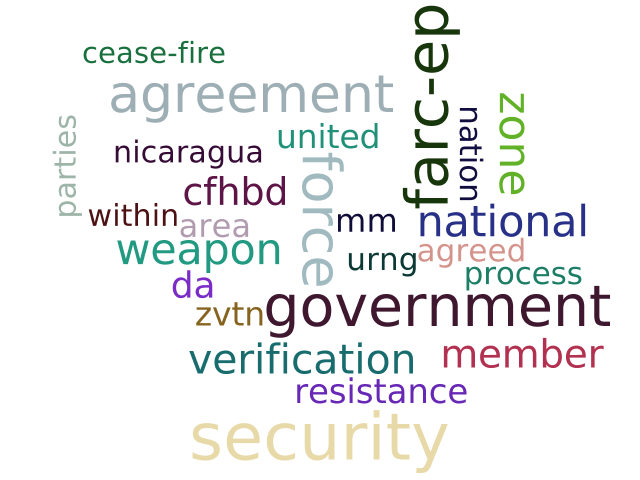 cease-fire
farc-ep
agreement
zone
nation
parties
united
nicaragua
force
cfhbd
within
area
mm
national
weapon
urng
agreed
process
da
zvtn
government
verification
member
resistance
security